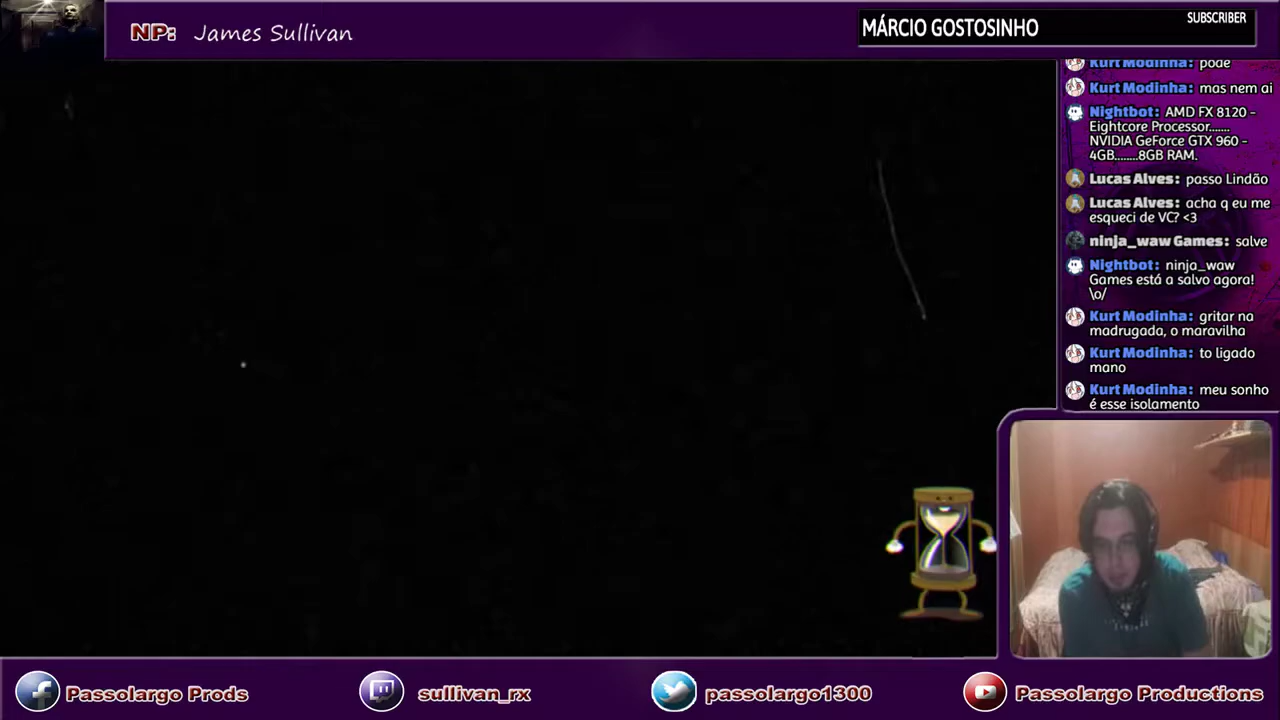 NP: James Sullivan
MÁRCIO GOSTOSINHO
SUBSCRIBER
Kurt Modinha: pode
Kurt Modinha: mas nem ai
Nightbot: AMD FX 8120 -
Eightcore Processor.......
NVIDIA GeForce GTX 960 -
4GB........8GB RAM.
Lucas Alves: passo Lindão
Lucas Alves: acha q eu me
esqueci de VC? <3
ninja_waw Games: salve
Nightbot: ninja_waw
Games está a salvo agora!
\o/
Kurt Modinha: gritar na
madrugada, o maravilha
Kurt Modinha: to ligado
mano
Kurt Modinha: meu sonho
é esse isolamento
Passolargo Prods
sullivan_rx
passolargo1300
Passolargo Productions